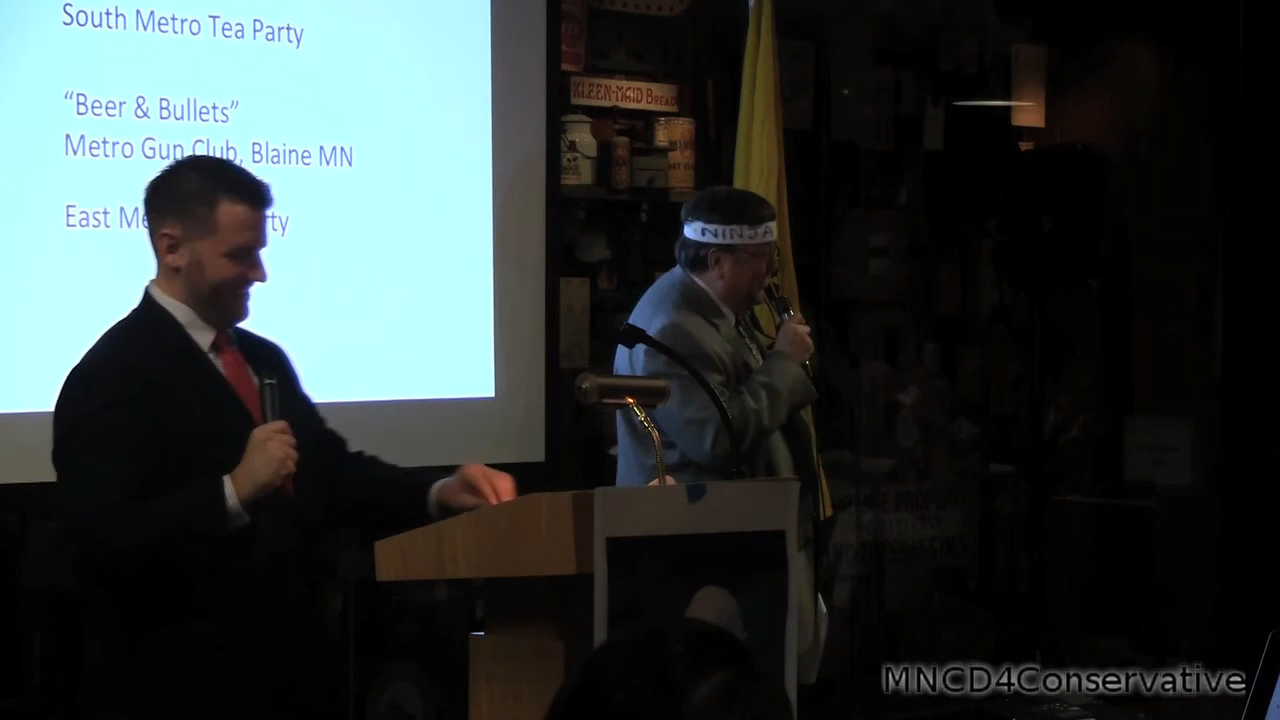 South Metro Tea Party
“Beer & Bullets”
Metro Gun Club, Blaine MN
East Me rty
KLEEN-MAID BREAD
NINJA
MNCD4Conservative